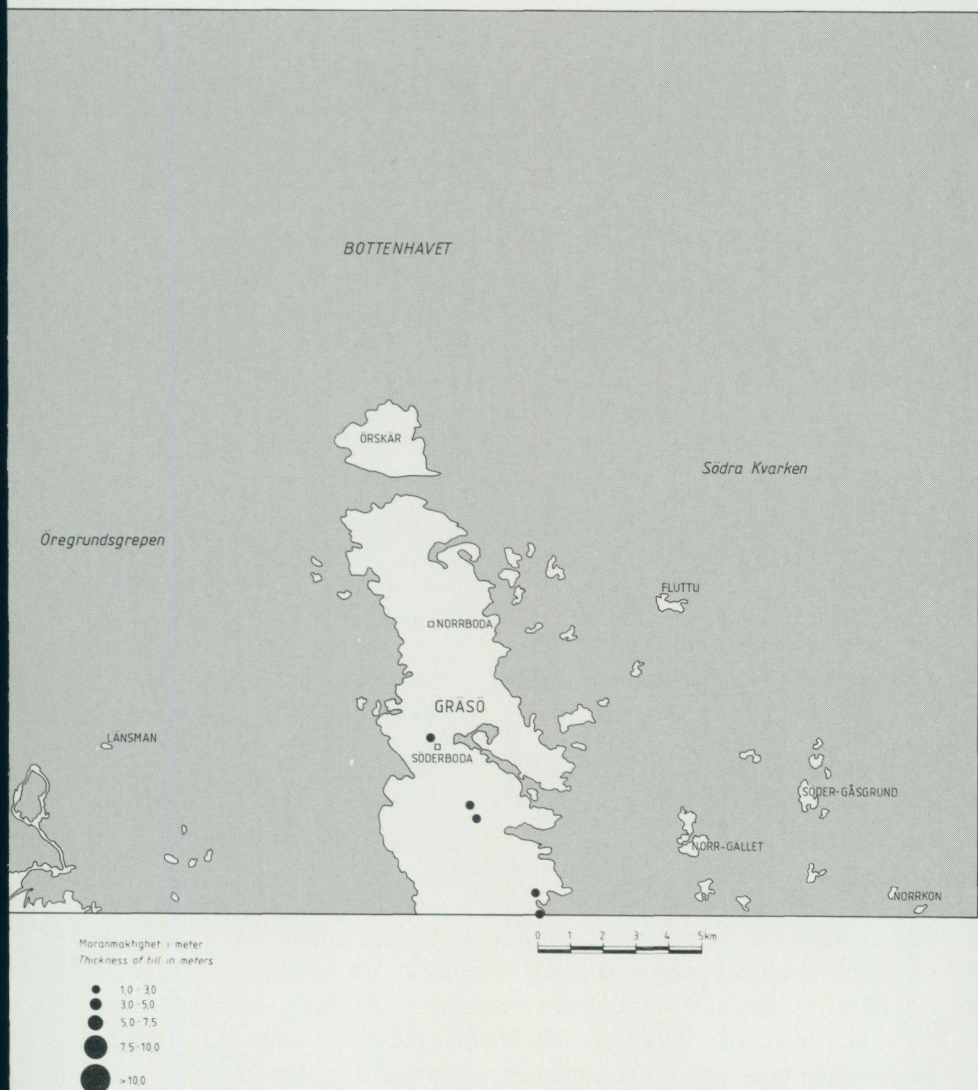 BOTTENHAVET
ÖRSKÄR
Södra Kvarken
Öregrundsgrepen
FLUTTU
NORRBODA
GRÄSÖ
LÄNSMAN
SÖDERBODA
SÖDER-GÅSGRUND
NORR-GALLET
NORRKON
0 1 2 3 4 5km
Moränmäktighet i meter
Thickness of till in meters
1,0 - 3,0
3,0 - 5,0
5,0 - 7,5
7,5 - 10,0
>10,0